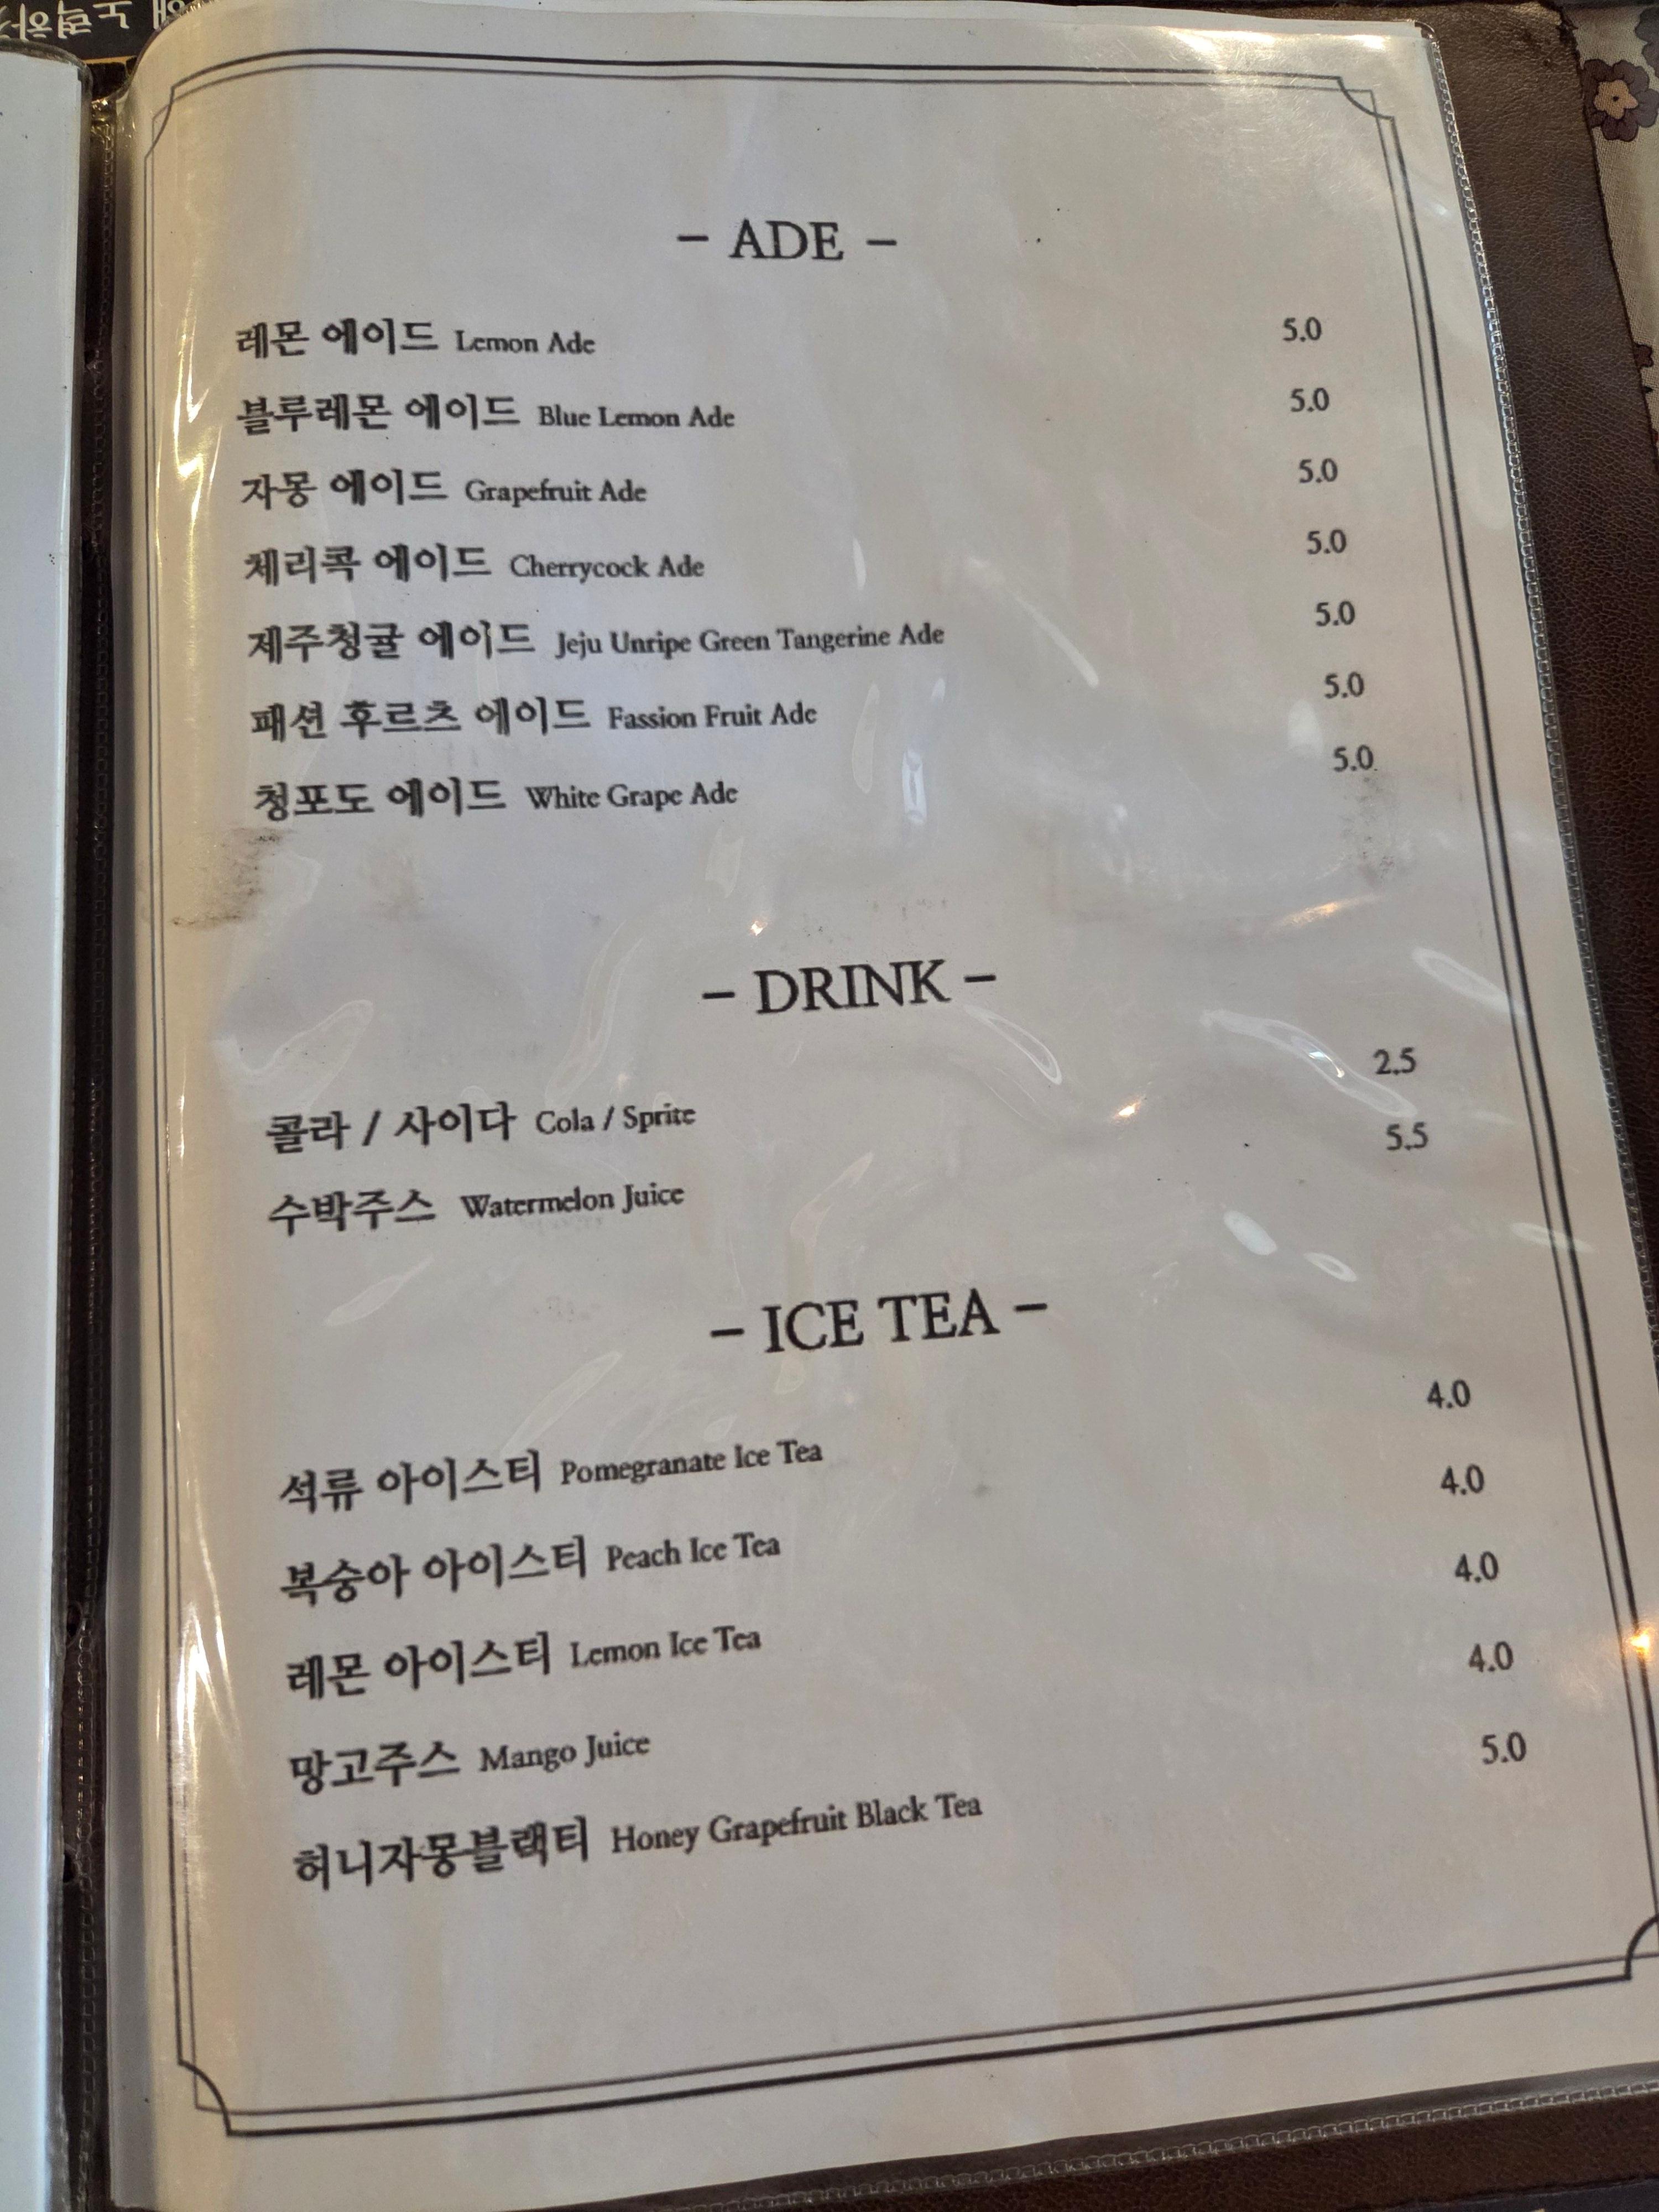 - ADE -
레몬 에이드 Lemon Ade 5.0
블루레몬 에이드 Blue Lemon Ade 5.0
자몽 에이드 Grapefruit Ade 5.0
체리콕 에이드 Cherrycock Ade 5.0
제주청귤 에이드 Jeju Unripe Green Tangerine Ade 5.0
패션 후르츠 에이드 Fassion Fruit Ade 5.0
청포도 에이드 White Grape Ade 5.0
- DRINK -
콜라 / 사이다 Cola / Sprite 2.5
수박주스 Watermelon Juice 5.5
- ICE TEA -
석류 아이스티 Pomegranate Ice Tea 4.0
복숭아 아이스티 Peach Ice Tea 4.0
레몬 아이스티 Lemon Ice Tea 4.0
망고주스 Mango Juice 4.0
허니자몽블랙티 Honey Grapefruit Black Tea 5.0